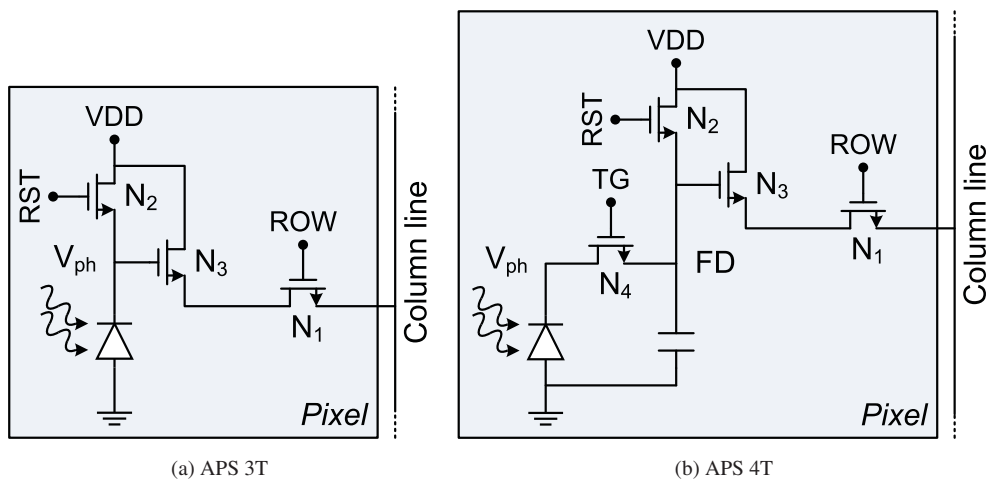 VDD
RST
N2
Vph
N3
ROW
N1
Column line
Pixel
(a) APS 3T
VDD
RST
N2
TG
N3
ROW
Vph
N4
FD
N1
Column line
Pixel
(b) APS 4T